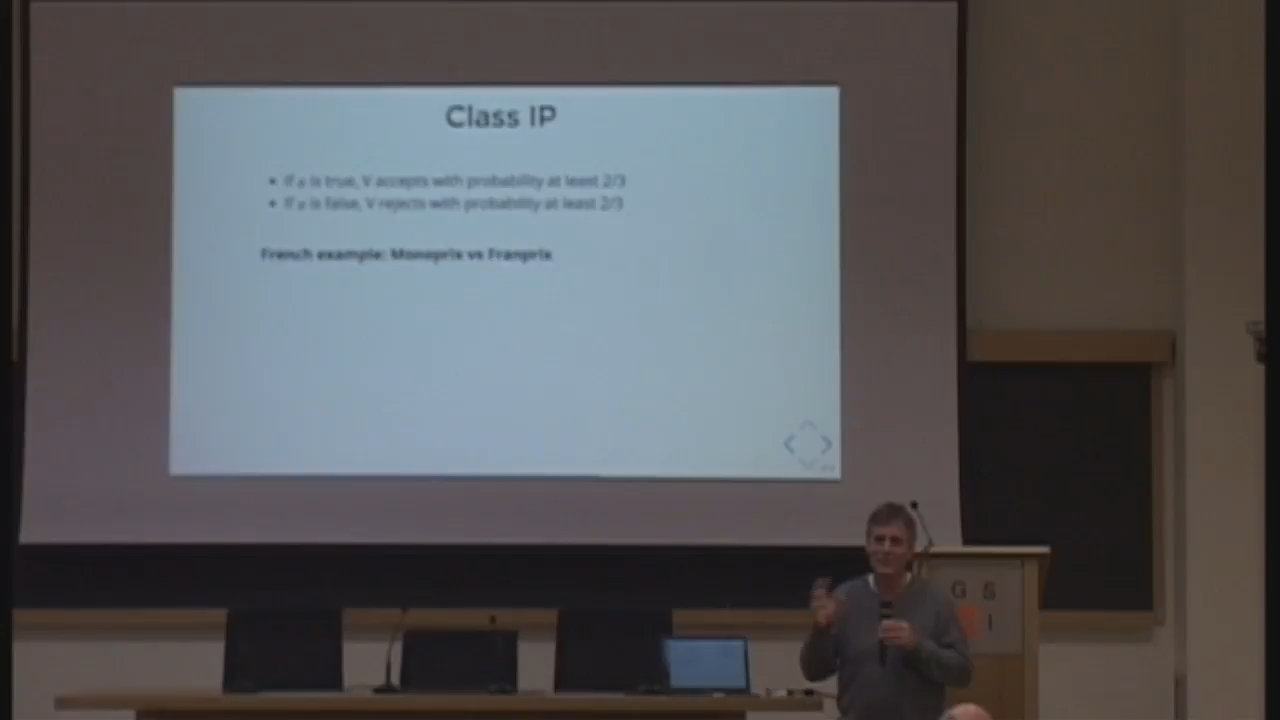 Class IP
• If μ is true, V accepts with probability at least 2/3
• If μ is false, V rejects with probability at least 2/3
French example: Monoprix vs Franprix
G S
I